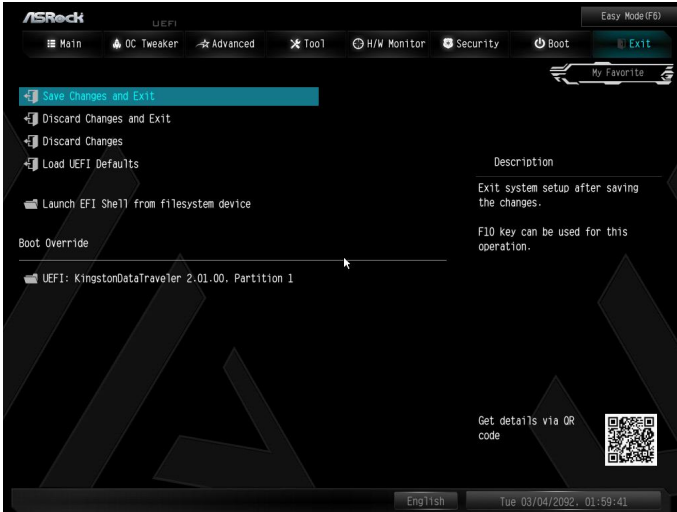 ASRock UEFI Easy Mode(F6)
Main OC Tweaker Advanced Tool H/W Monitor Security Boot Exit
My Favorite
Save Changes and Exit
Discard Changes and Exit
Discard Changes
Load UEFI Defaults
Launch EFI Shell from filesystem device
Boot Override
UEFI: KingstonDataTraveler 2.01.00, Partition 1
Description
Exit system setup after saving
the changes.
F10 key can be used for this
operation.
Get details via QR
code
English Tue 03/04/2092, 01:59:41